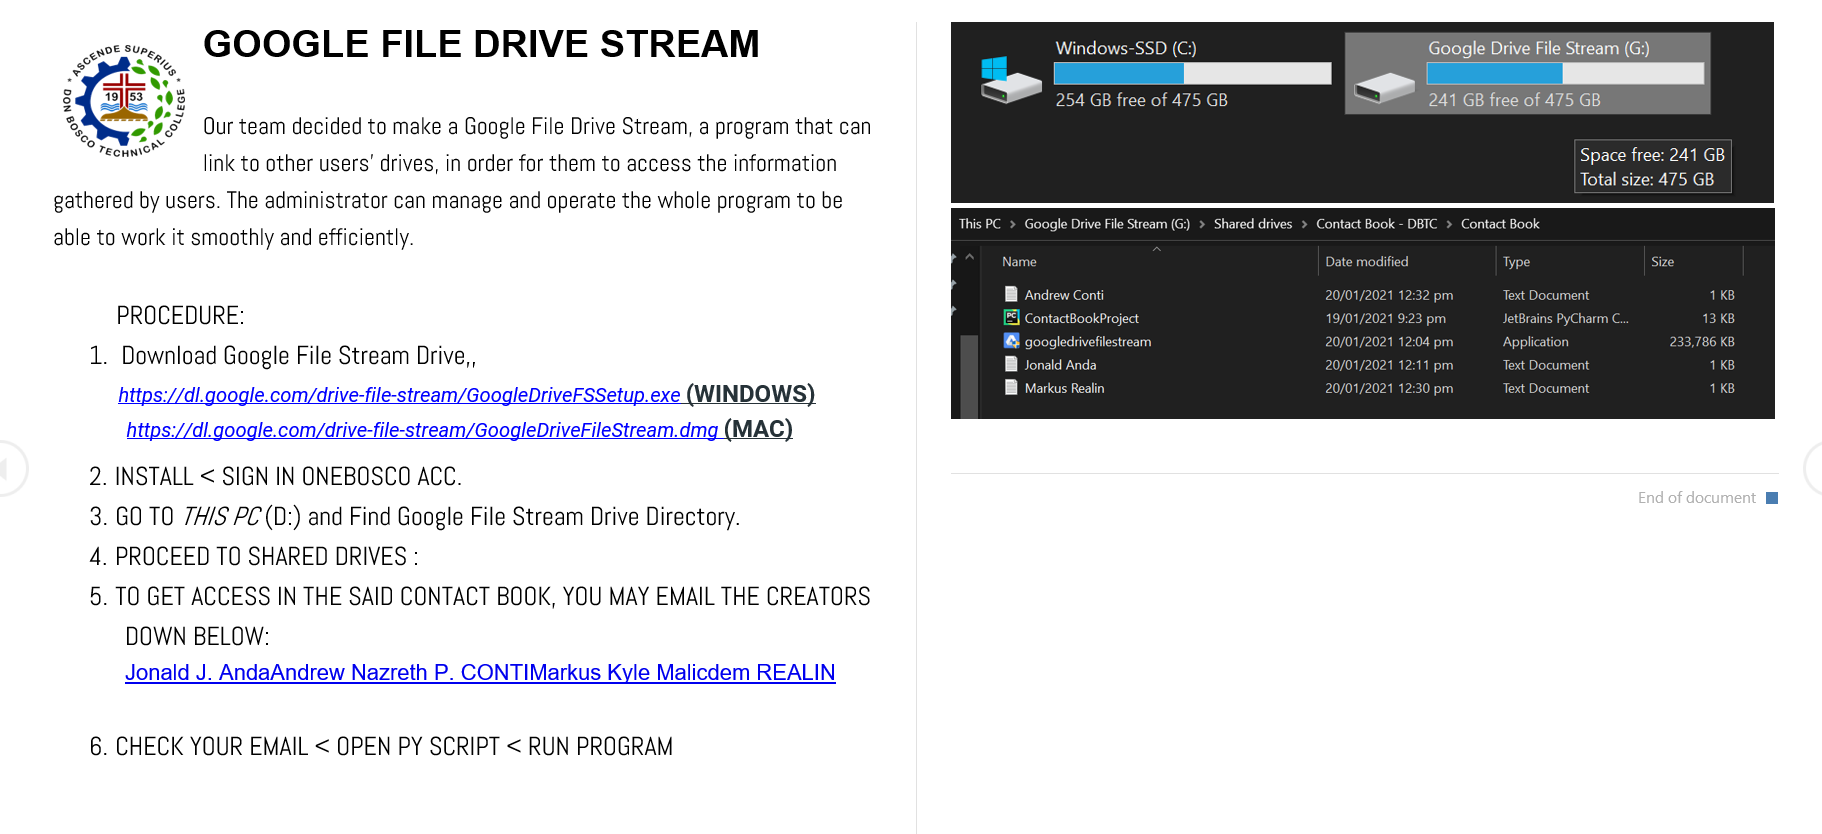 GOOGLE FILE DRIVE STREAM
ASCENDE SUPERIUS
DON BOSCO TECHNICAL COLLEGE
19 53
Our team decided to make a Google File Drive Stream, a program that can
link to other users' drives, in order for them to access the information
gathered by users. The administrator can manage and operate the whole program to be
able to work it smoothly and efficiently.
PROCEDURE:
1. Download Google File Stream Drive,,
https://dl.google.com/drive-file-stream/GoogleDriveFSSetup.exe (WINDOWS)
https://dl.google.com/drive-file-stream/GoogleDriveFileStream.dmg (MAC)
2. INSTALL < SIGN IN ONEBOSCO ACC.
3. GO TO THIS PC (D:) and Find Google File Stream Drive Directory.
4. PROCEED TO SHARED DRIVES :
5. TO GET ACCESS IN THE SAID CONTACT BOOK, YOU MAY EMAIL THE CREATORS
DOWN BELOW:
Jonald J. AndaAndrew Nazreth P. CONTIMarkus Kyle Malicdem REALIN
6. CHECK YOUR EMAIL < OPEN PY SCRIPT < RUN PROGRAM
Windows-SSD (C:)
254 GB free of 475 GB
Google Drive File Stream (G:)
241 GB free of 475 GB
Space free: 241 GB
Total size: 475 GB
This PC > Google Drive File Stream (G:) > Shared drives > Contact Book - DBTC > Contact Book
Name Date modified Type Size
Andrew Conti 20/01/2021 12:32 pm Text Document 1 KB
PC ContactBookProject 19/01/2021 9:23 pm JetBrains PyCharm C... 13 KB
googledrivefilestream 20/01/2021 12:04 pm Application 233,786 KB
Jonald Anda 20/01/2021 12:11 pm Text Document 1 KB
Markus Realin 20/01/2021 12:30 pm Text Document 1 KB
End of document